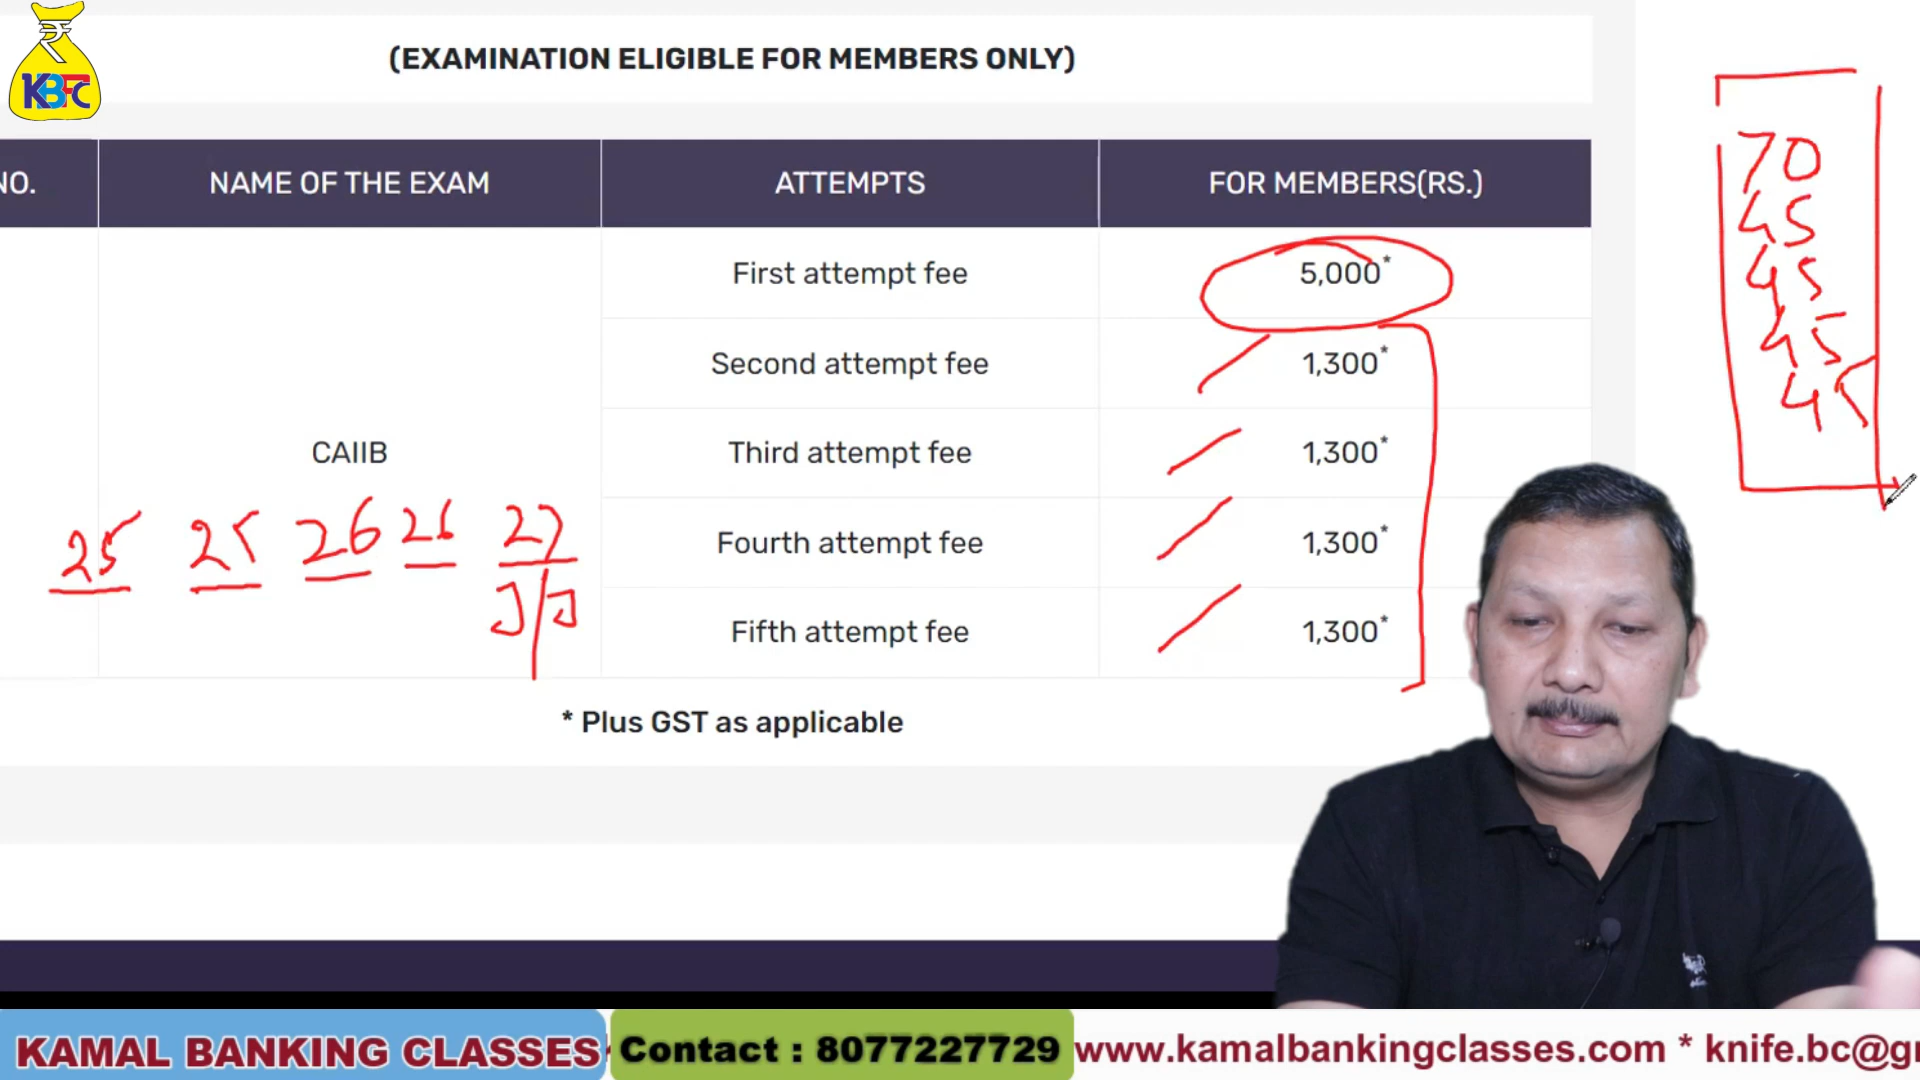 ₹
KBFC
(EXAMINATION ELIGIBLE FOR MEMBERS ONLY)
NO. NAME OF THE EXAM ATTEMPTS FOR MEMBERS(RS.)
First attempt fee 5,000*
Second attempt fee 1,300*
CAIIB Third attempt fee 1,300*
Fourth attempt fee 1,300*
Fifth attempt fee 1,300*
* Plus GST as applicable
25 25 26 26 27
J/J
70
45
45
45
45
KAMAL BANKING CLASSES
Contact : 8077227729
www.kamalbankingclasses.com * knife.bc@g